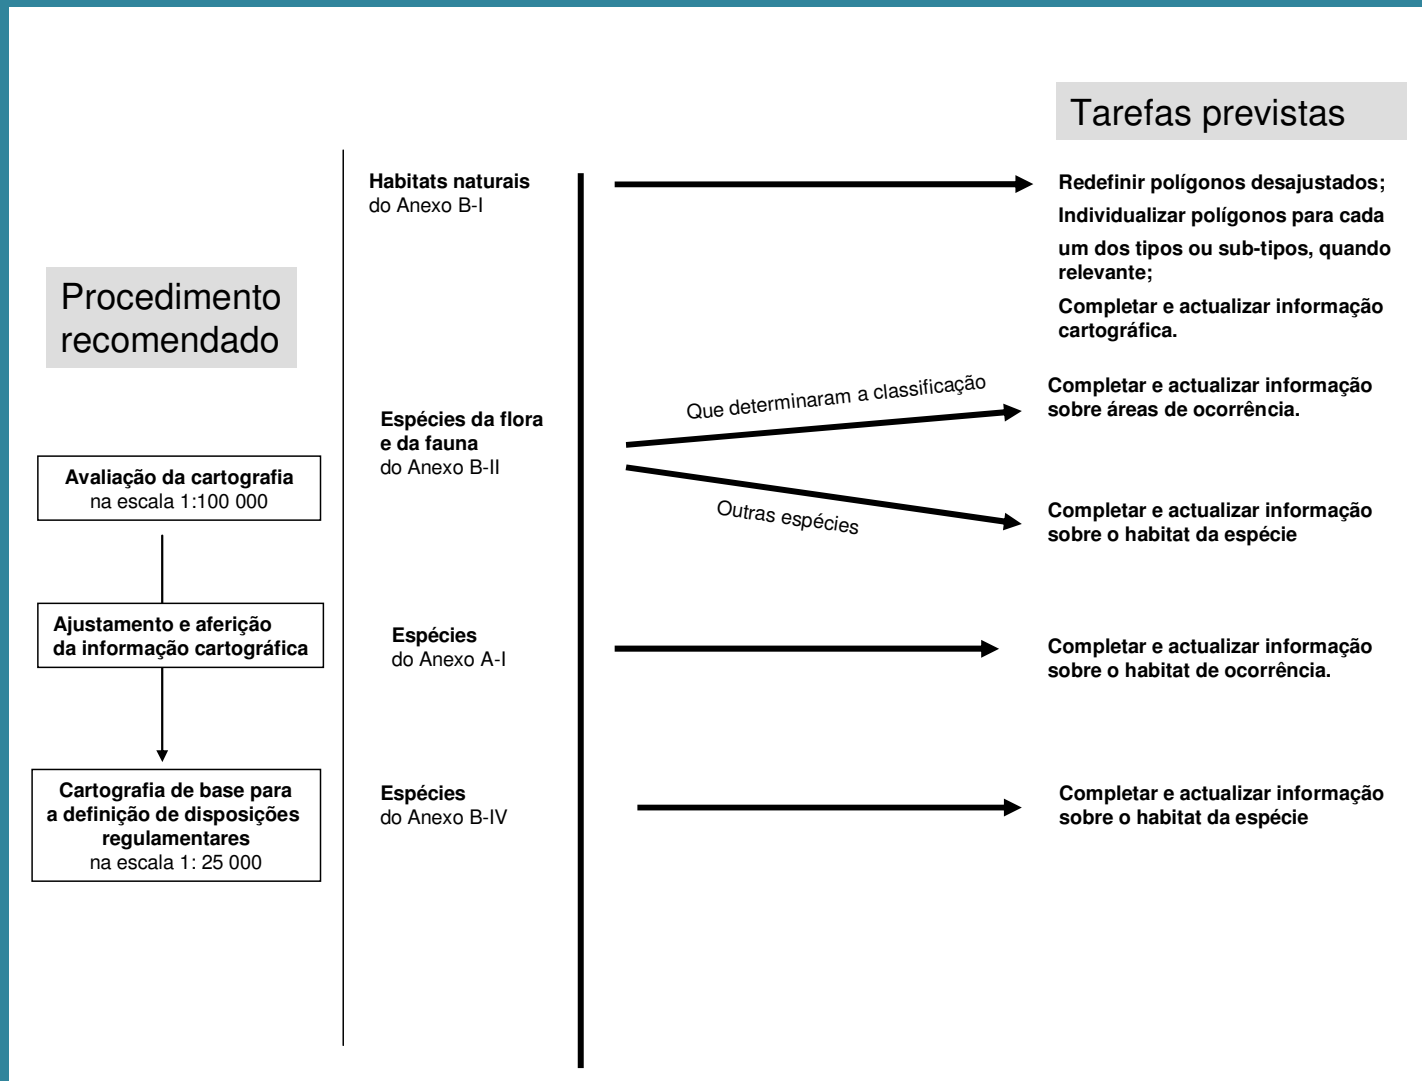 Tarefas previstas
Procedimento
recomendado
Avaliação da cartografia
na escala 1:100 000
Ajustamento e aferição
da informação cartográfica
Cartografia de base para
a definição de disposições
regulamentares
na escala 1: 25 000
Habitats naturais
do Anexo B-I
Redefinir polígonos desajustados;
Individualizar polígonos para cada
um dos tipos ou sub-tipos, quando
relevante;
Completar e actualizar informação
cartográfica.
Espécies da flora
e da fauna
do Anexo B-II
Que determinaram a classificação
Completar e actualizar informação
sobre áreas de ocorrência.
Outras espécies
Completar e actualizar informação
sobre o habitat da espécie
Espécies
do Anexo A-I
Completar e actualizar informação
sobre o habitat de ocorrência.
Espécies
do Anexo B-IV
Completar e actualizar informação
sobre o habitat da espécie